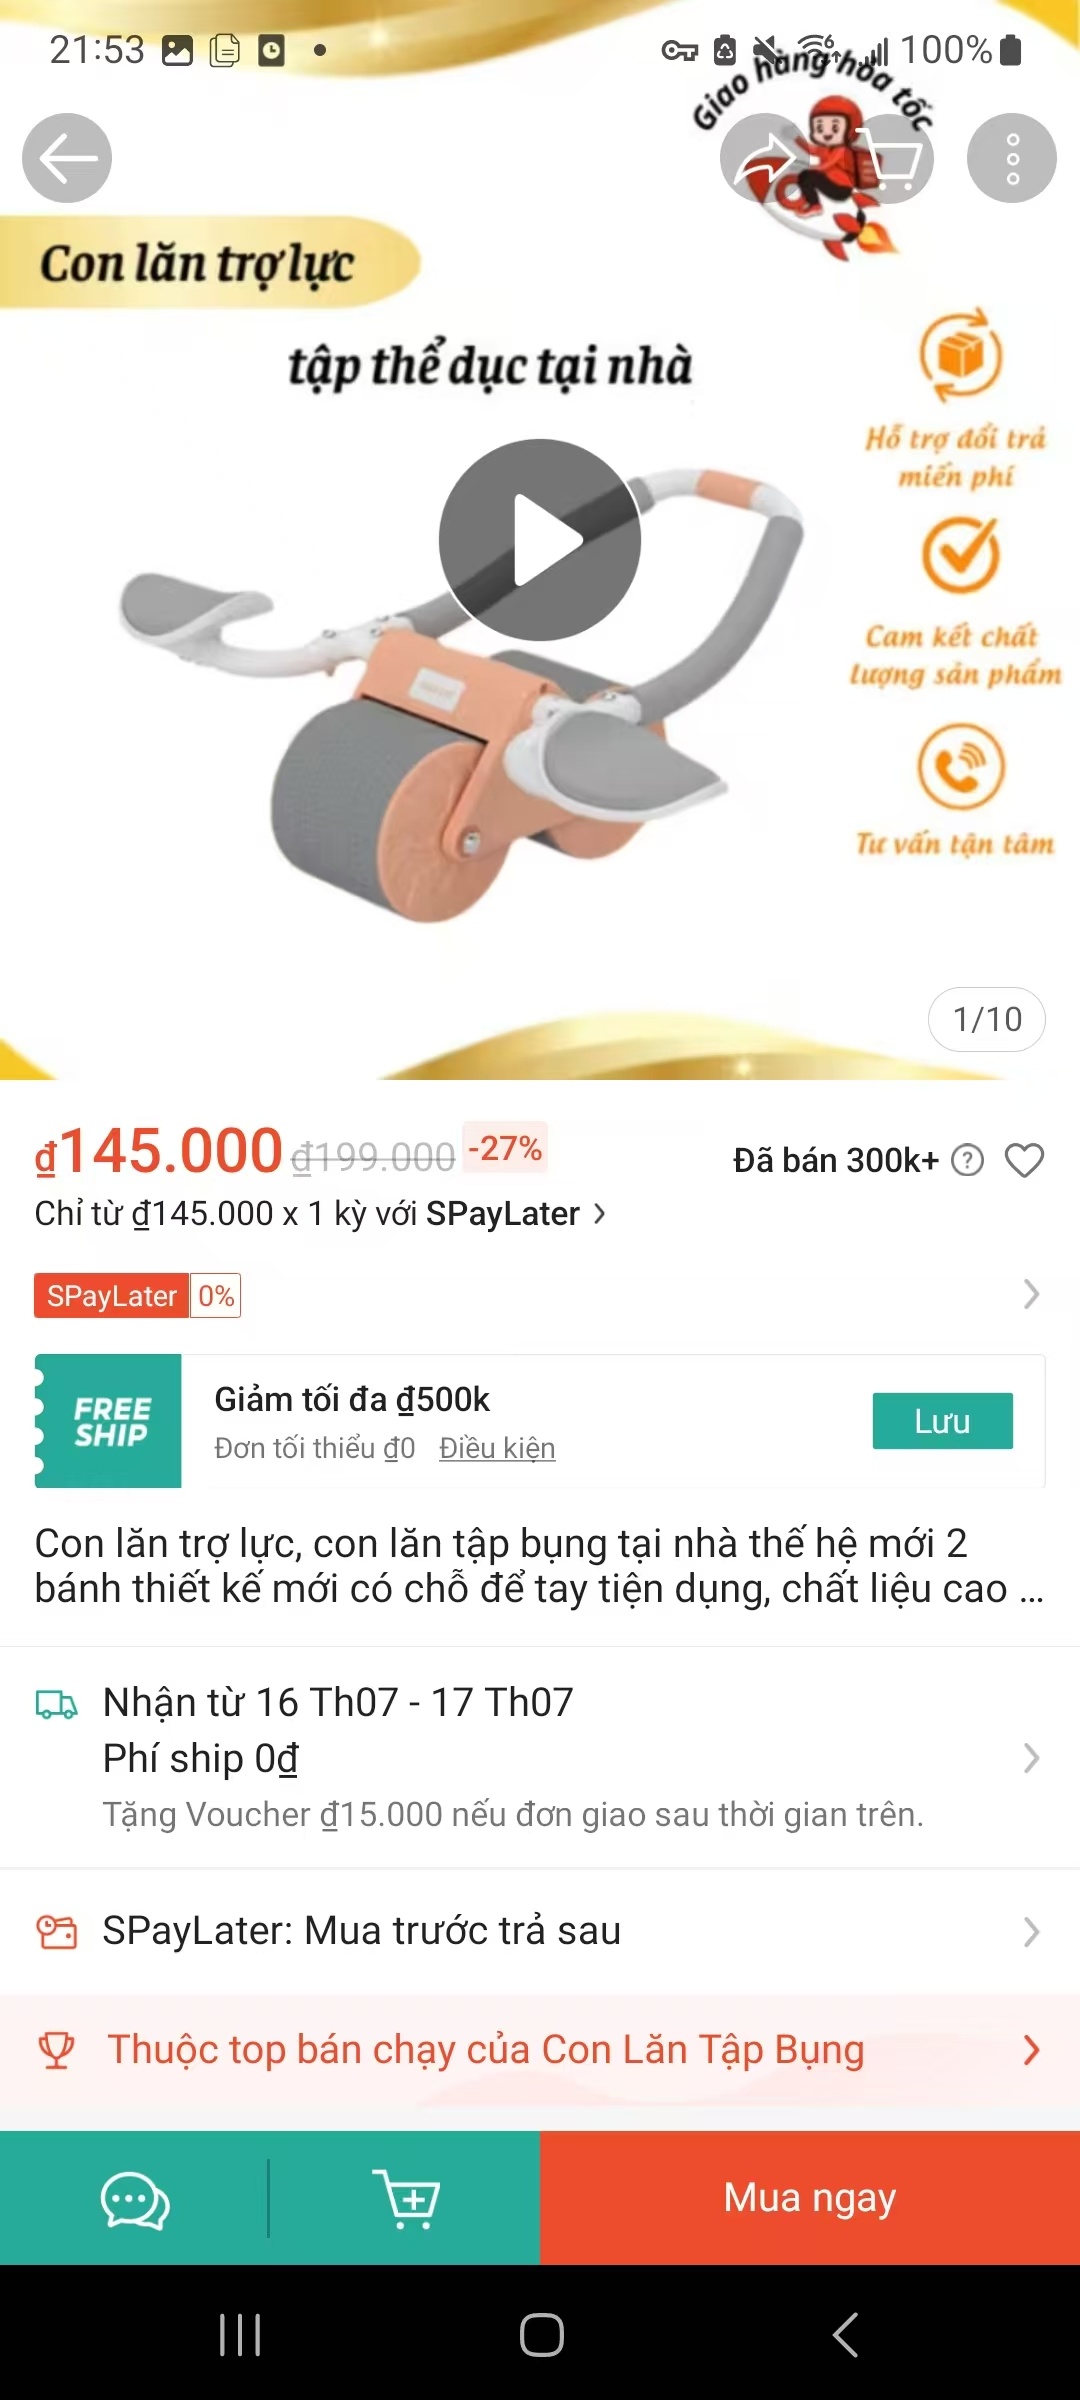 21:53
100%
Giao hàng hỏa tốc
Con lăn trợ lực
tập thể dục tại nhà
Hỗ trợ đổi trả
miến phí
Cam kết chất
lượng sản phẩm
Tư vấn tận tâm
1/10
₫145.000 ₫199.000 -27%
Đã bán 300k+
Chỉ từ ₫145.000 x 1 kỳ với SPayLater
SPayLater 0%
FREE
SHIP
Giảm tối đa ₫500k
Đơn tối thiểu ₫0 Điều kiện
Lưu
Con lăn trợ lực, con lăn tập bụng tại nhà thế hệ mới 2
bánh thiết kế mới có chỗ để tay tiện dụng, chất liệu cao ...
Nhận từ 16 Th07 - 17 Th07
Phí ship 0₫
Tặng Voucher ₫15.000 nếu đơn giao sau thời gian trên.
SPayLater: Mua trước trả sau
Thuộc top bán chạy của Con Lăn Tập Bụng
Mua ngay